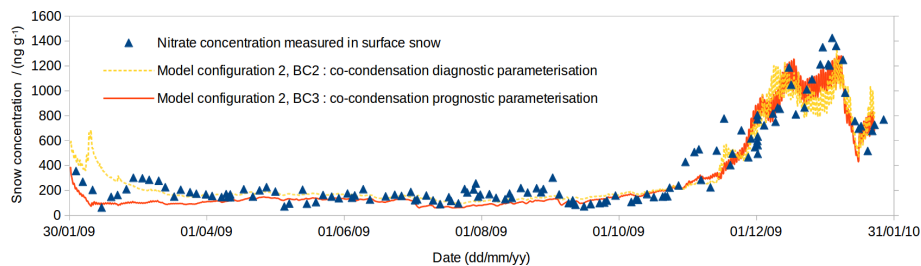 1600
1400
1200
1000
800
600
400
200
0
Snow concentration / (ng g⁻¹)
Nitrate concentration measured in surface snow
Model configuration 2, BC2 : co-condensation diagnostic parameterisation
Model configuration 2, BC3 : co-condensation prognostic parameterisation
30/01/09 01/04/09 01/06/09 01/08/09 01/10/09 01/12/09 31/01/10
Date (dd/mm/yy)